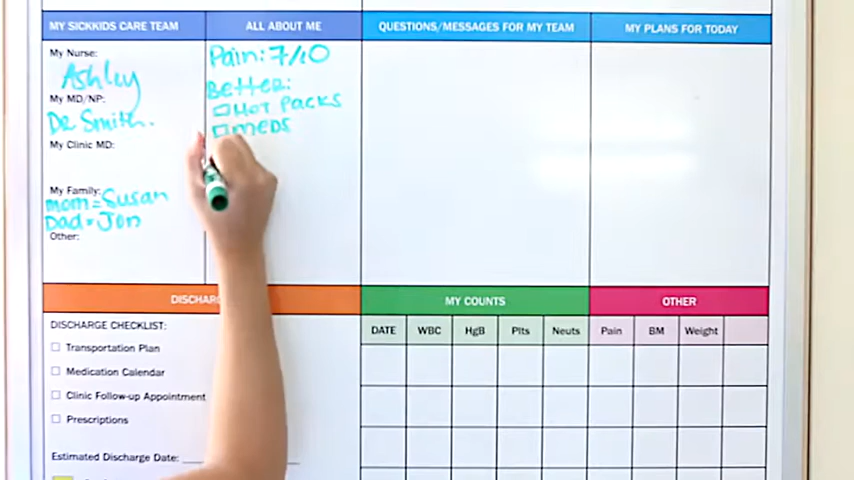 MY SICKKIDS CARE TEAM
ALL ABOUT ME
QUESTIONS/MESSAGES FOR MY TEAM
MY PLANS FOR TODAY
My Nurse:
Ashley
My MD/NP:
Dr Smith.
My Clinic MD:
My Family:
mom=Susan
Dad=Jon
Other:
Pain: 7/10
Better:
HOT PACKS
MEDS
DISCHARG
MY COUNTS
OTHER
DISCHARGE CHECKLIST:
Transportation Plan
Medication Calendar
Clinic Follow-up Appointment
Prescriptions
Estimated Discharge Date:
DATE WBC HgB Plts Neuts Pain BM Weight